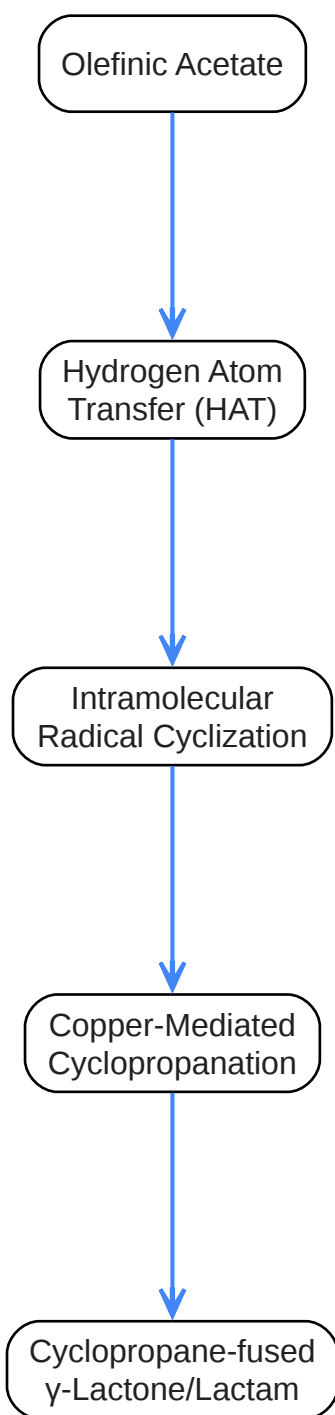 Olefinic Acetate
Hydrogen Atom
Transfer (HAT)
Intramolecular
Radical Cyclization
Copper-Mediated
Cyclopropanation
Cyclopropane-fused
γ-Lactone/Lactam